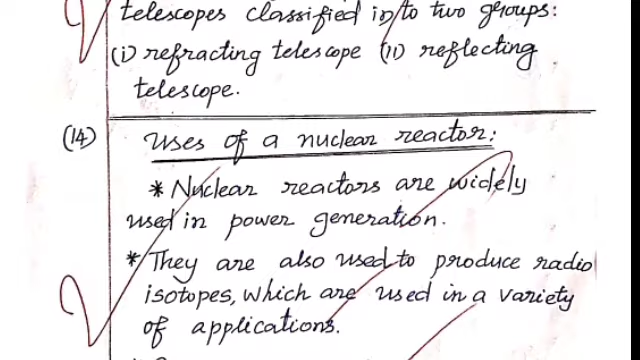 telescopes classified into two groups:
(i) refracting telescope (ii) reflecting
telescope.
(14) Uses of a nuclear reactor:
* Nuclear reactors are widely
used in power generation.
* They are also used to produce radio
isotopes, which are used in a variety
of applications.